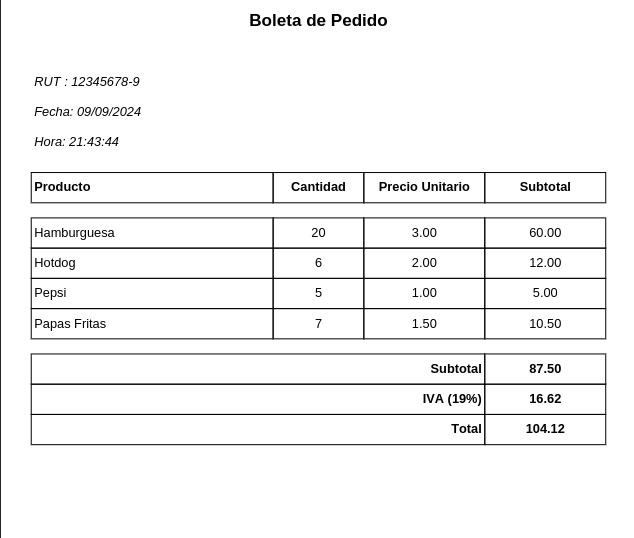 Boleta de Pedido
RUT : 12345678-9
Fecha: 09/09/2024
Hora: 21:43:44
Producto Cantidad Precio Unitario Subtotal
Hamburguesa 20 3.00 60.00
Hotdog 6 2.00 12.00
Pepsi 5 1.00 5.00
Papas Fritas 7 1.50 10.50
Subtotal 87.50
IVA (19%) 16.62
Total 104.12